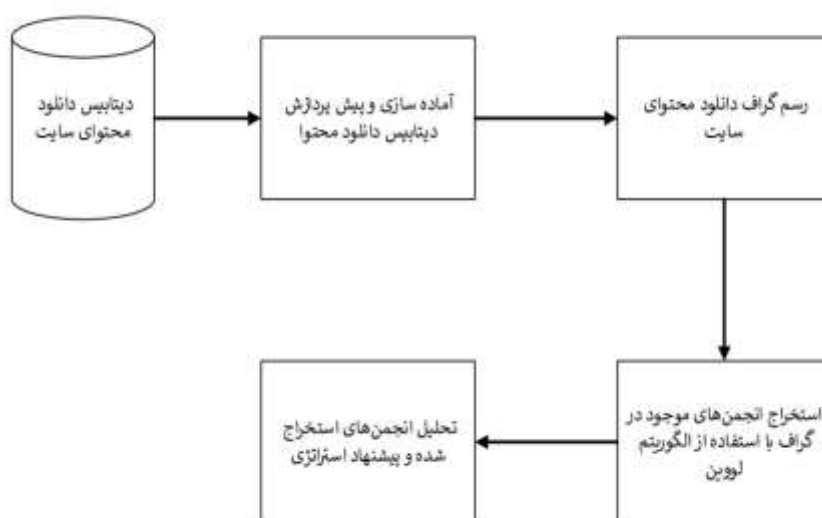 دیتابیس دانلود
محتوای سایت
آماده سازی و پیش پردازش
دیتابیس دانلود محتوا
رسم گراف دانلود محتوای
سایت
استخراج انجمن‌های موجود در
گراف با استفاده از الگوریتم
لووین
تحلیل انجمن‌های استخراج
شده و پیشنهاد استراتژی